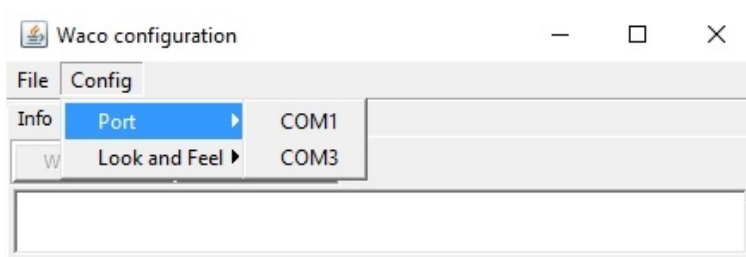 Waco configuration
File Config
Info
Port COM1
W Look and Feel COM3